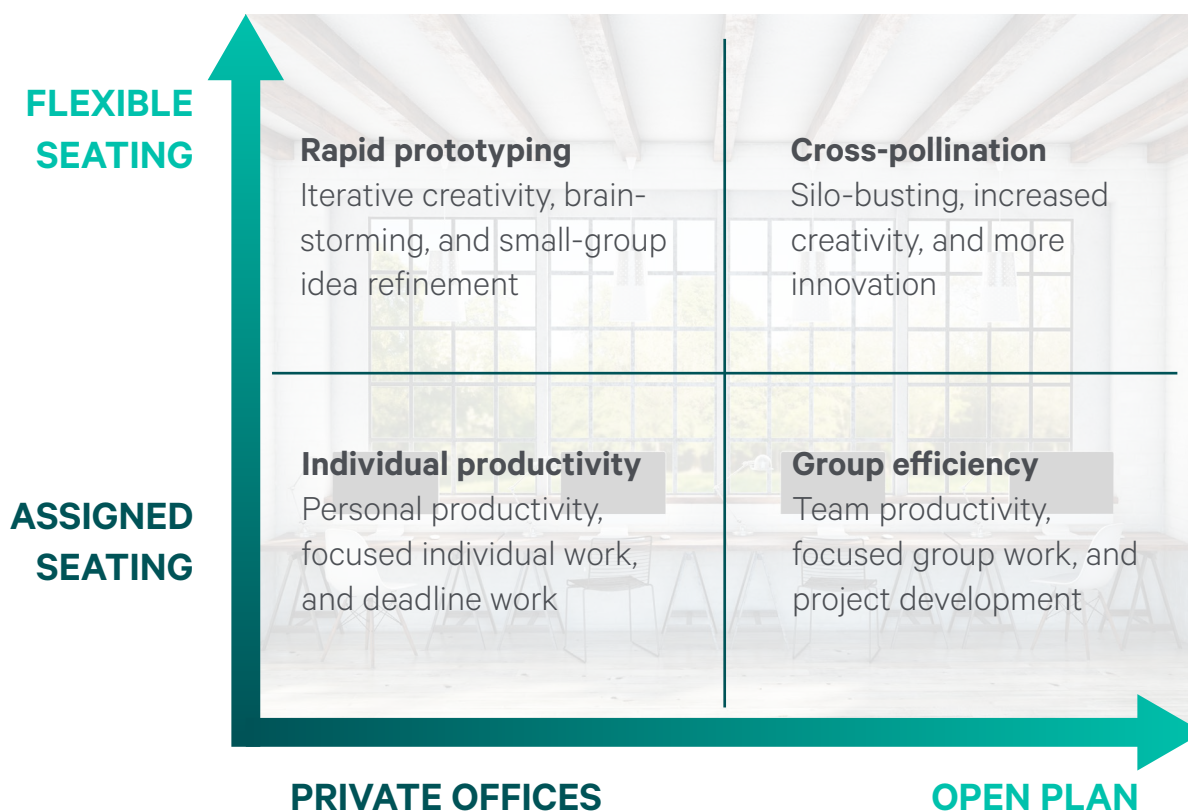 FLEXIBLE
SEATING
Rapid prototyping
Iterative creativity, brain-
storming, and small-group
idea refinement
Cross-pollination
Silo-busting, increased
creativity, and more
innovation
ASSIGNED
SEATING
Individual productivity
Personal productivity,
focused individual work,
and deadline work
Group efficiency
Team productivity,
focused group work, and
project development
PRIVATE OFFICES
OPEN PLAN